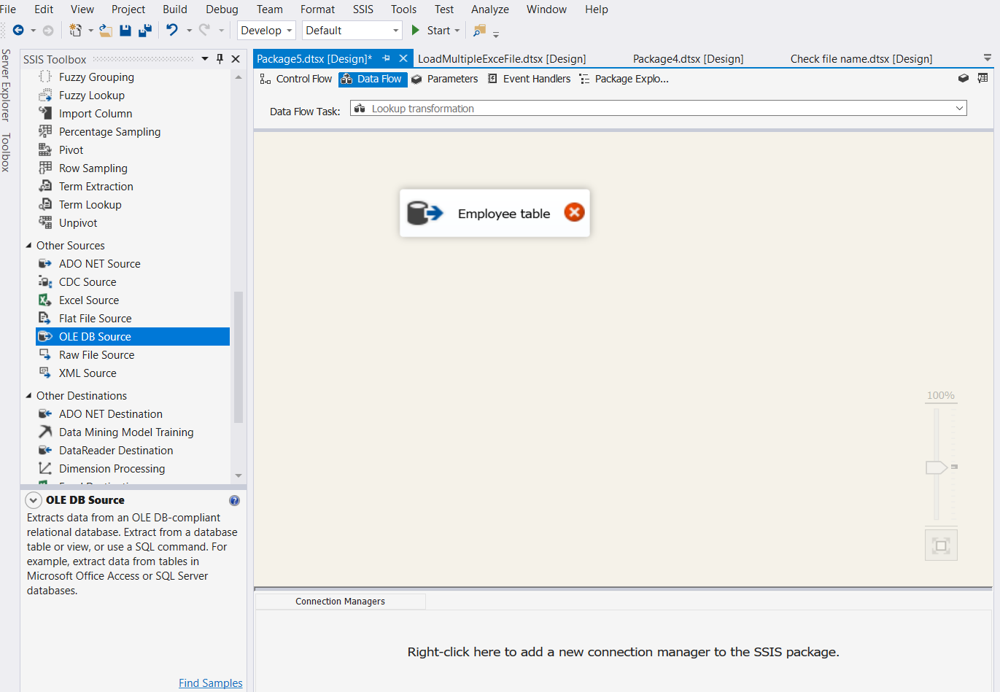 File Edit View Project Build Debug Team Format SSIS Tools Test Analyze Window Help
Develop Default Start
Server Explorer
Toolbox
SSIS Toolbox
Fuzzy Grouping
Fuzzy Lookup
Import Column
Percentage Sampling
Pivot
Row Sampling
Term Extraction
Term Lookup
Unpivot
Other Sources
ADO NET Source
CDC Source
Excel Source
Flat File Source
OLE DB Source
Raw File Source
XML Source
Other Destinations
ADO NET Destination
Data Mining Model Training
DataReader Destination
Dimension Processing
OLE DB Source
Extracts data from an OLE DB-compliant
relational database. Extract from a database
table or view, or use a SQL command. For
example, extract data from tables in
Microsoft Office Access or SQL Server
databases.
Find Samples
Package5.dtsx [Design]* LoadMultipleExceFile.dtsx [Design] Package4.dtsx [Design] Check file name.dtsx [Design]
Control Flow Data Flow Parameters Event Handlers Package Explo...
Data Flow Task: Lookup transformation
Employee table
100%
Connection Managers
Right-click here to add a new connection manager to the SSIS package.